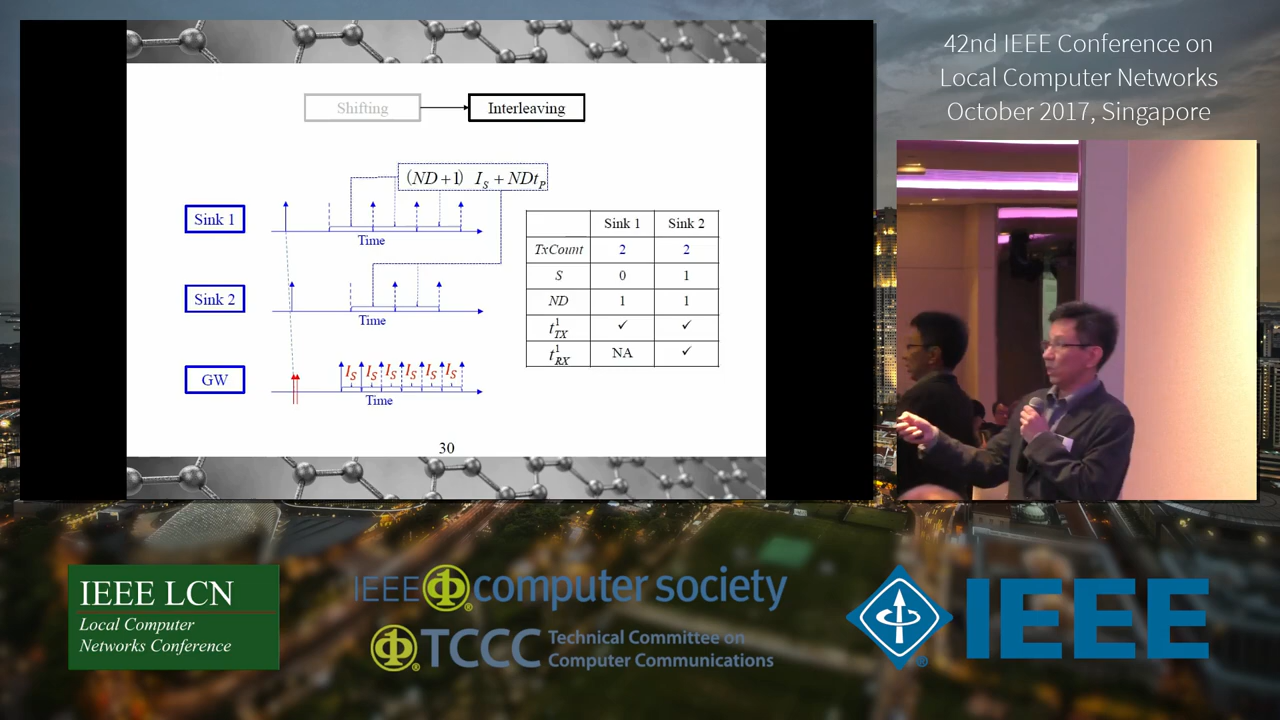 42nd IEEE Conference on
Local Computer Networks
October 2017, Singapore
Shifting
Interleaving
(ND+1) I_S + NDt_P
Sink 1
Time
Sink 2
Time
GW
I_S I_S I_S I_S I_S I_S
Time
Sink 1 Sink 2
TxCount 2 2
S 0 1
ND 1 1
t^1_TX ✓ ✓
t^1_RX NA ✓
30
IEEE LCN
Local Computer
Networks Conference
IEEE computer society
TCCC Technical Committee on
Computer Communications
IEEE